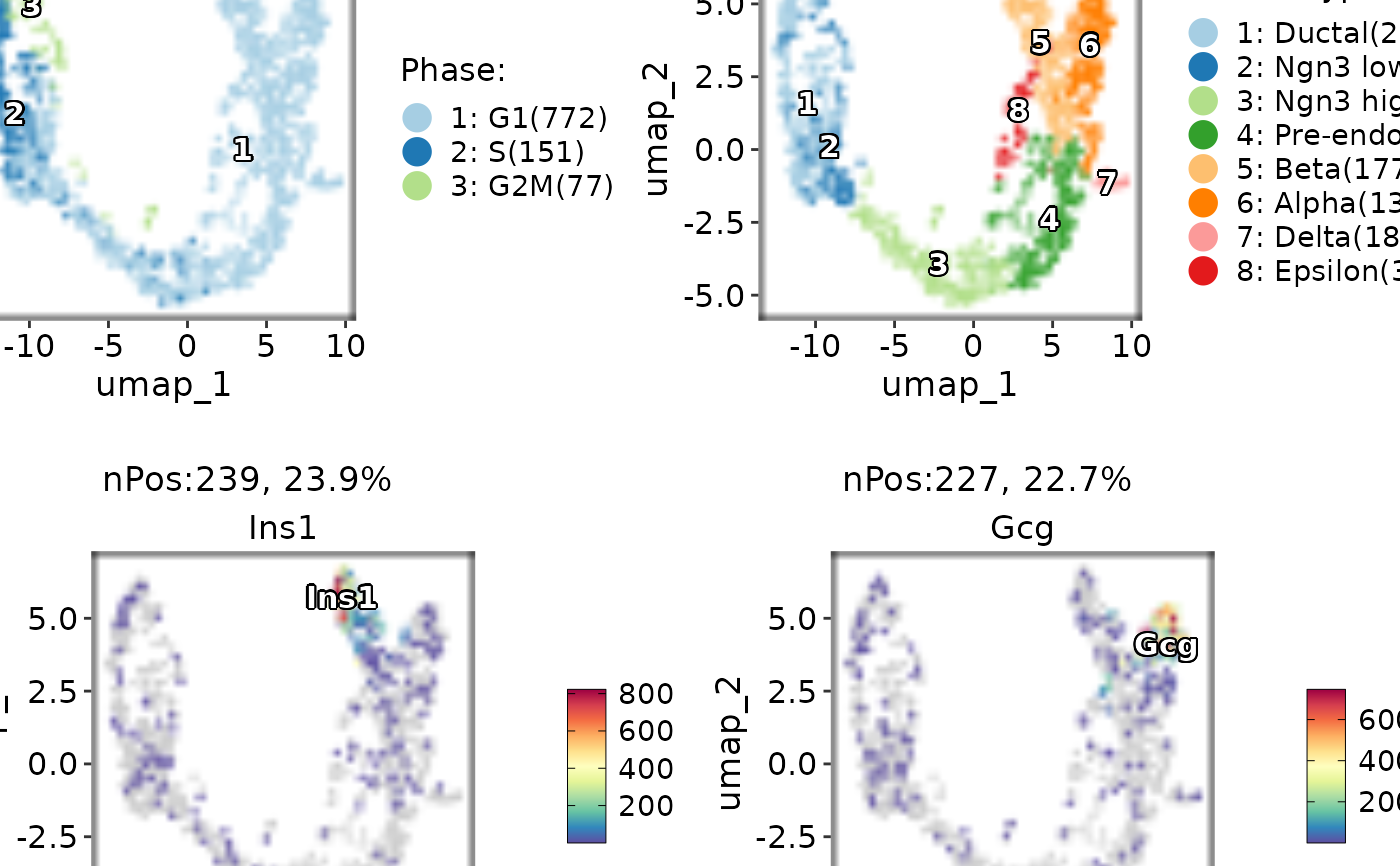 3
2
1
Phase:
1: G1(772)
2: S(151)
3: G2M(77)
-10 -5 0 5 10
umap_1
5.0
2.5
0.0
-2.5
-5.0
umap_2
5
6
1
8
2
7
4
3
1: Ductal(2
2: Ngn3 low
3: Ngn3 hig
4: Pre-endo
5: Beta(177
6: Alpha(13
7: Delta(18
8: Epsilon(3
-10 -5 0 5 10
umap_1
nPos:239, 23.9%
Ins1
5.0
2.5
0.0
-2.5
Ins1
800
600
400
200
nPos:227, 22.7%
Gcg
umap_2
5.0
2.5
0.0
-2.5
Gcg
600
400
200